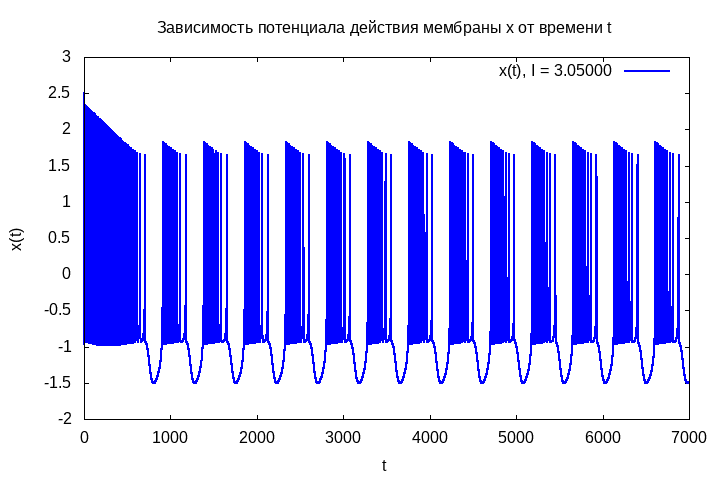 Зависимость потенциала действия мембраны x от времени t
x(t), I = 3.05000
3
2.5
2
1.5
1
0.5
0
-0.5
-1
-1.5
-2
x(t)
0 1000 2000 3000 4000 5000 6000 7000
t